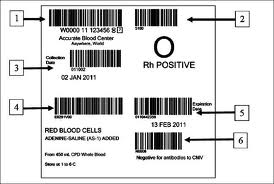 1
W0000 11 123456 8
Accurate Blood Center
Anywhere, World
2
5100
O
Rh POSITIVE
3
Collection
Date
011002
02 JAN 2011
4
5
Expiration
Date
13 FEB 2011
RED BLOOD CELLS
ADENINE-SALINE (AS-1) ADDED
From 450 mL CPD Whole Blood
Store at 1 to 6 C
6
Negative for antibodies to CMV